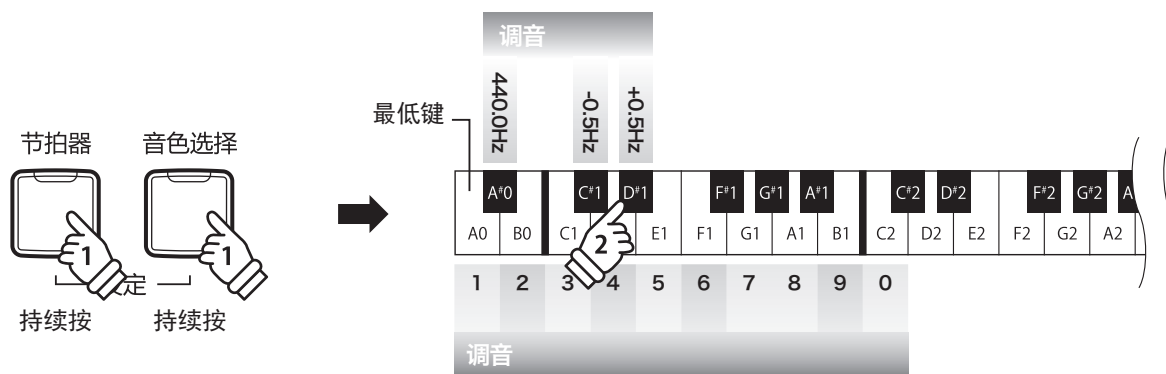 调音
440.0Hz -0.5Hz +0.5Hz
最低键
节拍器 音色选择
A#0 C#1 D#1 F#1 G#1 A#1 C#2 D#2 F#2 G#2 A
A0 B0 C1 E1 F1 G1 A1 B1 C2 D2 E2 F2 G2 A2
1 1 2
定
持续按 持续按
1 2 3 4 5 6 7 8 9 0
调音